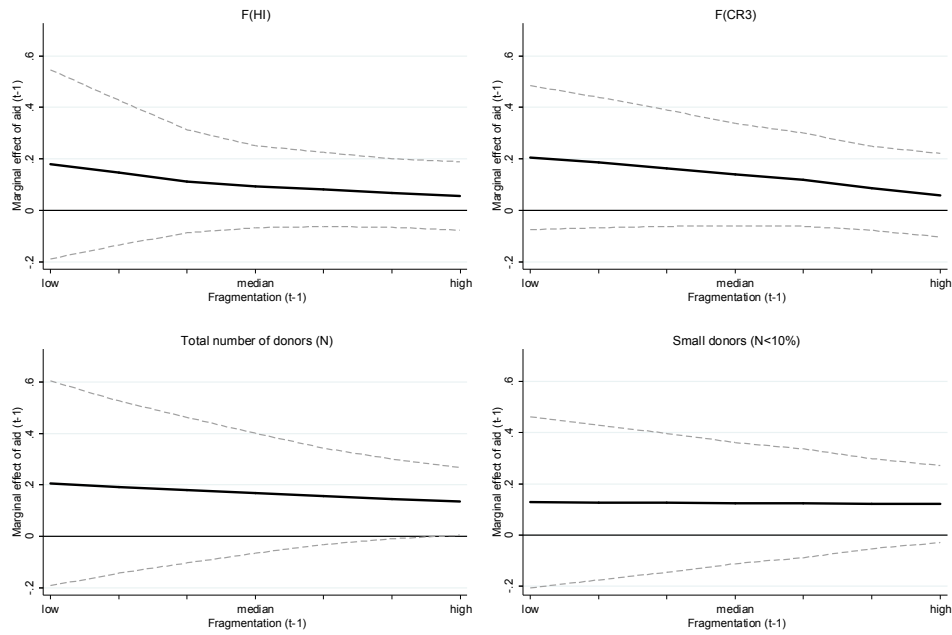 F(HI)
Marginal effect of aid (t-1)
.6
.4
.2
0
-.2
low
median
high
Fragmentation (t-1)
F(CR3)
Marginal effect of aid (t-1)
.6
.4
.2
0
-.2
low
median
high
Fragmentation (t-1)
Total number of donors (N)
Marginal effect of aid (t-1)
.6
.4
.2
0
-.2
low
median
high
Fragmentation (t-1)
Small donors (N<10%)
Marginal effect of aid (t-1)
.6
.4
.2
0
-.2
low
median
high
Fragmentation (t-1)